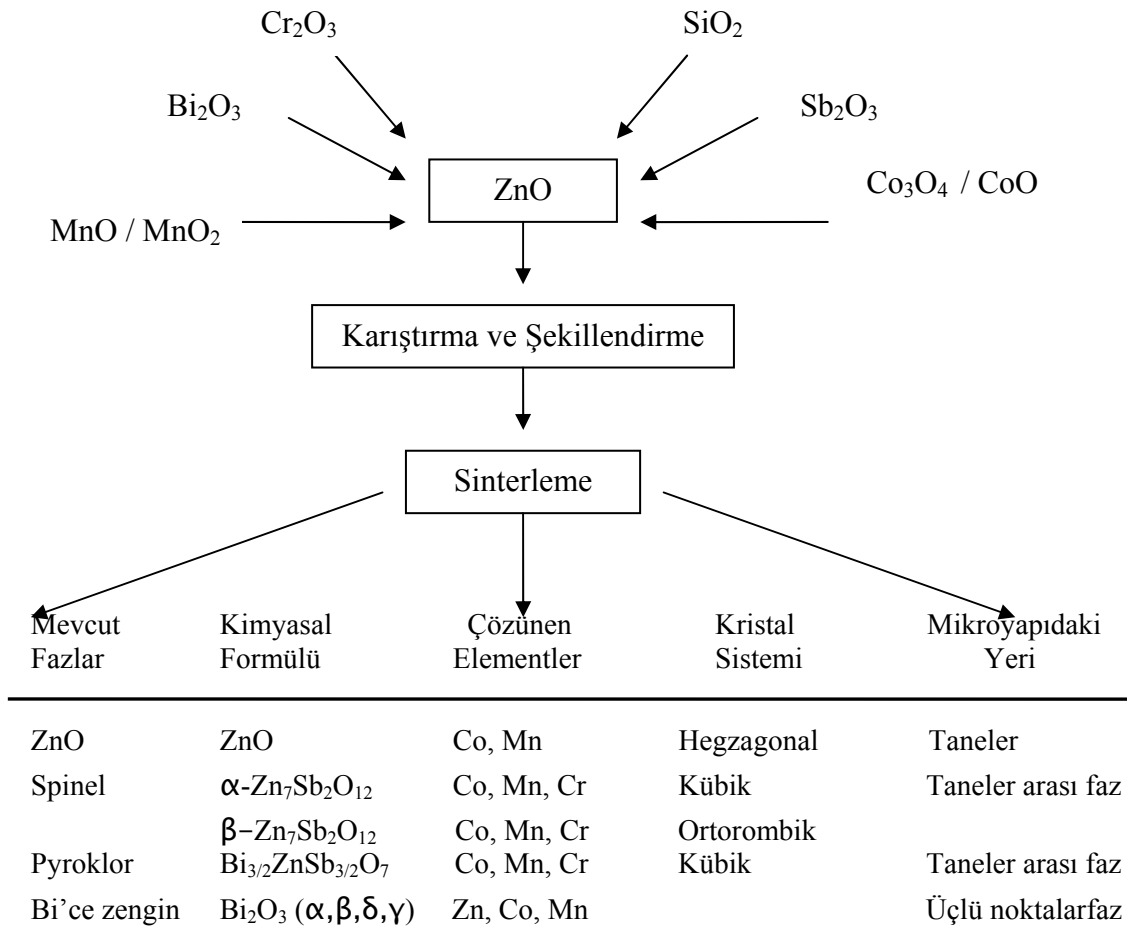 Cr₂O₃ SiO₂
Bi₂O₃ Sb₂O₃
ZnO
Co₃O₄ / CoO
MnO / MnO₂
Karıştırma ve Şekillendirme
Sinterleme
Mevcut Kimyasal Çözünen Kristal Mikroyapıdaki
Fazlar Formülü Elementler Sistemi Yeri
ZnO ZnO Co, Mn Hegzagonal Taneler
Spinel α-Zn₇Sb₂O₁₂ Co, Mn, Cr Kübik Taneler arası faz
β−Zn₇Sb₂O₁₂ Co, Mn, Cr Ortorombik
Pyroklor Bi₃/₂ZnSb₃/₂O₇ Co, Mn, Cr Kübik Taneler arası faz
Bi’ce zengin Bi₂O₃ (α,β,δ,γ) Zn, Co, Mn Üçlü noktalarfaz